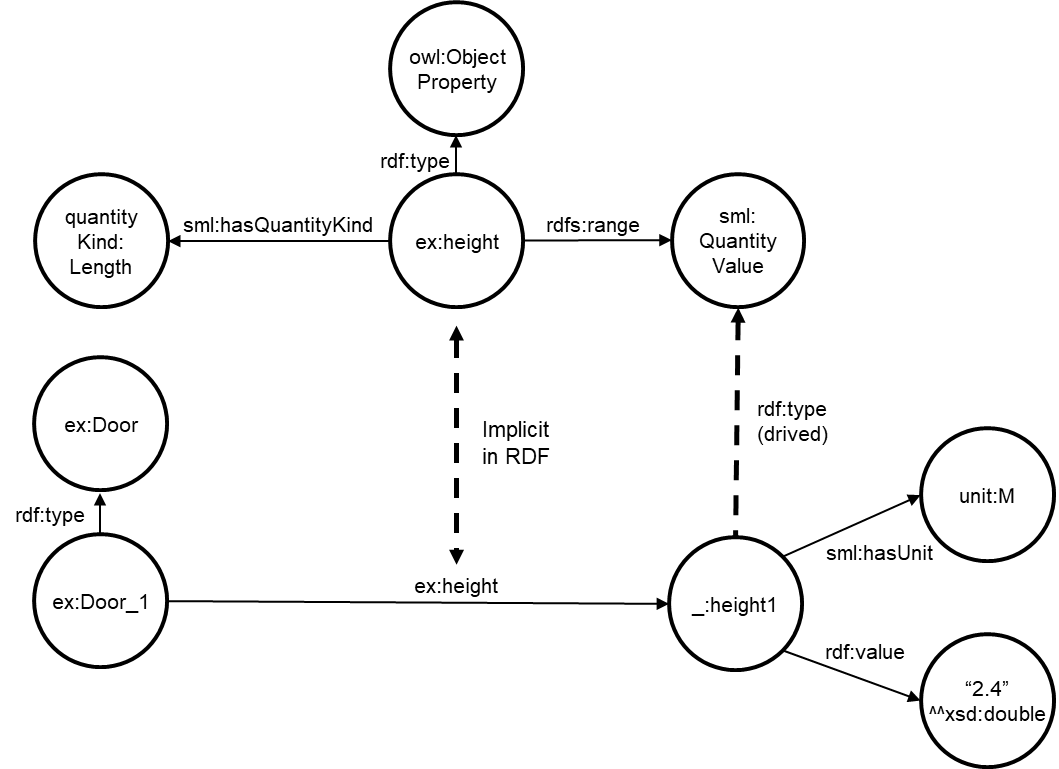 owl:Object
Property
rdf:type
quantity
Kind:
Length
sml:hasQuantityKind
ex:height
rdfs:range
sml:
Quantity
Value
ex:Door
Implicit
in RDF
rdf:type
(drived)
rdf:type
unit:M
sml:hasUnit
ex:Door_1
ex:height
_:height1
rdf:value
“2.4”
^^xsd:double